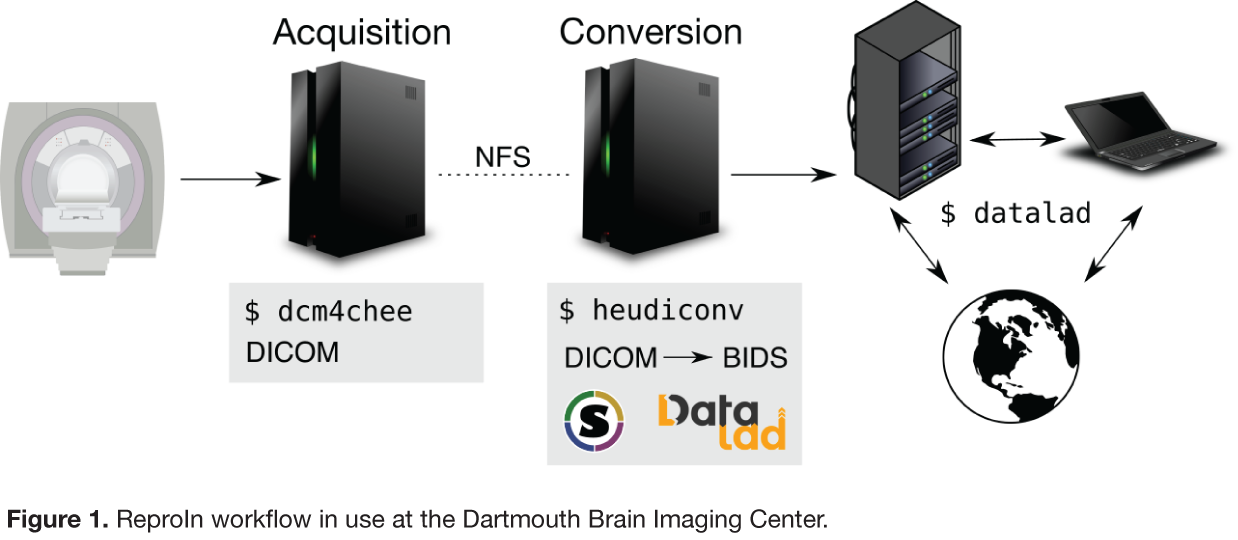 Acquisition
Conversion
NFS
$ datalad
$ dcm4chee
DICOM
$ heudiconv
DICOM BIDS
S
Data
lad
Figure 1. ReproIn workflow in use at the Dartmouth Brain Imaging Center.